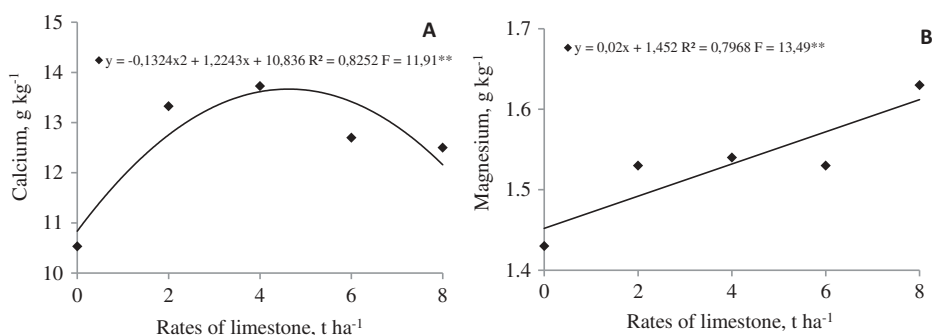 A
◆ y = -0,1324x2 + 1,2243x + 10,836 R² = 0,8252 F = 11,91**
Calcium, g kg-1
15
14
13
12
11
10
0 2 4 6 8
Rates of limestone, t ha-1
B
◆ y = 0,02x + 1,452 R² = 0,7968 F = 13,49**
Magnesium, g kg-1
1.7
1.6
1.5
1.4
0 2 4 6 8
Rates of limestone, t ha-1